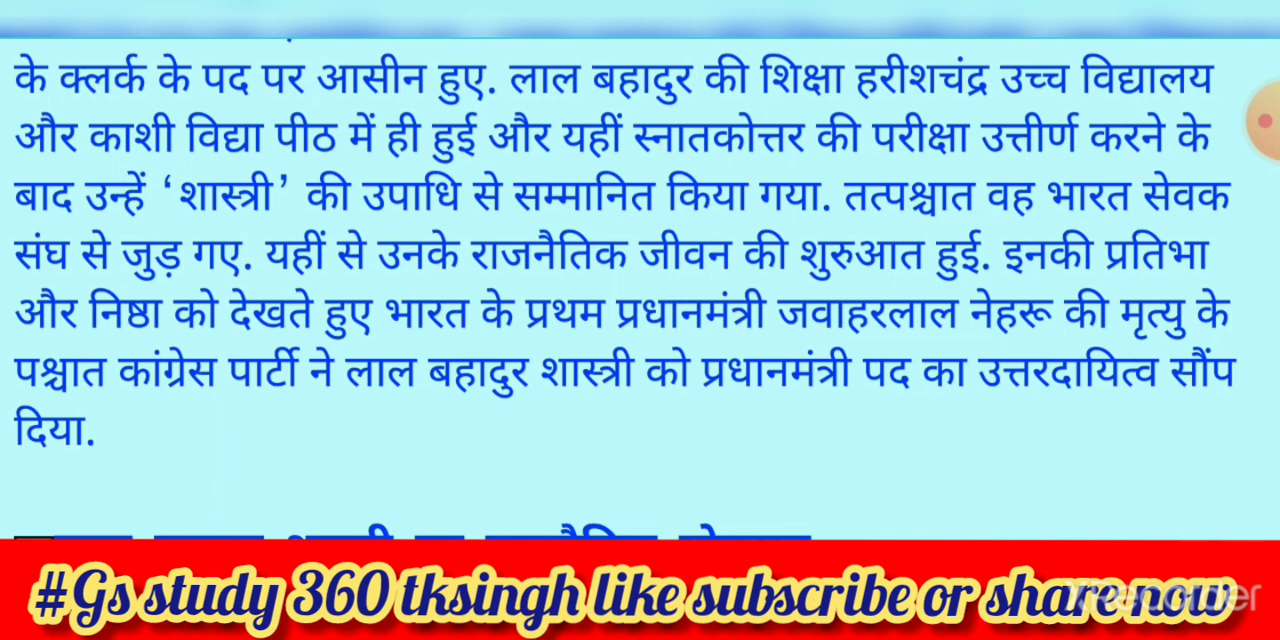 के क्लर्क के पद पर आसीन हुए. लाल बहादुर की शिक्षा हरीशचंद्र उच्च विद्यालय
और काशी विद्या पीठ में ही हुई और यहीं स्नातकोत्तर की परीक्षा उत्तीर्ण करने के
बाद उन्हें ‘शास्त्री’ की उपाधि से सम्मानित किया गया. तत्पश्चात वह भारत सेवक
संघ से जुड़ गए. यहीं से उनके राजनैतिक जीवन की शुरुआत हुई. इनकी प्रतिभा
और निष्ठा को देखते हुए भारत के प्रथम प्रधानमंत्री जवाहरलाल नेहरू की मृत्यु के
पश्चात कांग्रेस पार्टी ने लाल बहादुर शास्त्री को प्रधानमंत्री पद का उत्तरदायित्व सौंप
दिया.
#Gs study 360 tksingh like subscribe or share now
XRecorder